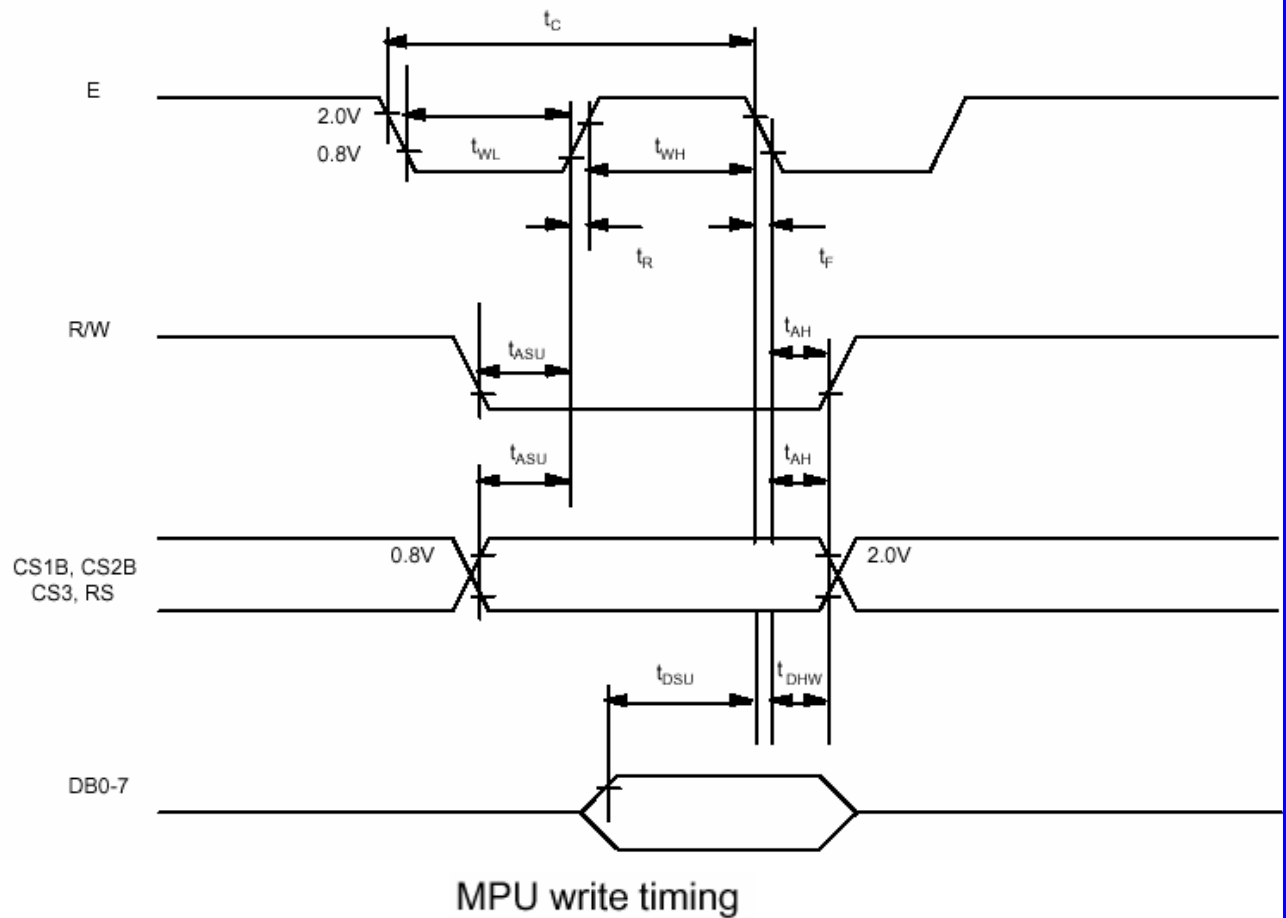 tC
E
2.0V
0.8V
tWL
tWH
tR
tF
R/W
tASU
tAH
tASU
tAH
0.8V
2.0V
CS1B, CS2B
CS3, RS
tDSU
tDHW
DB0-7
MPU write timing